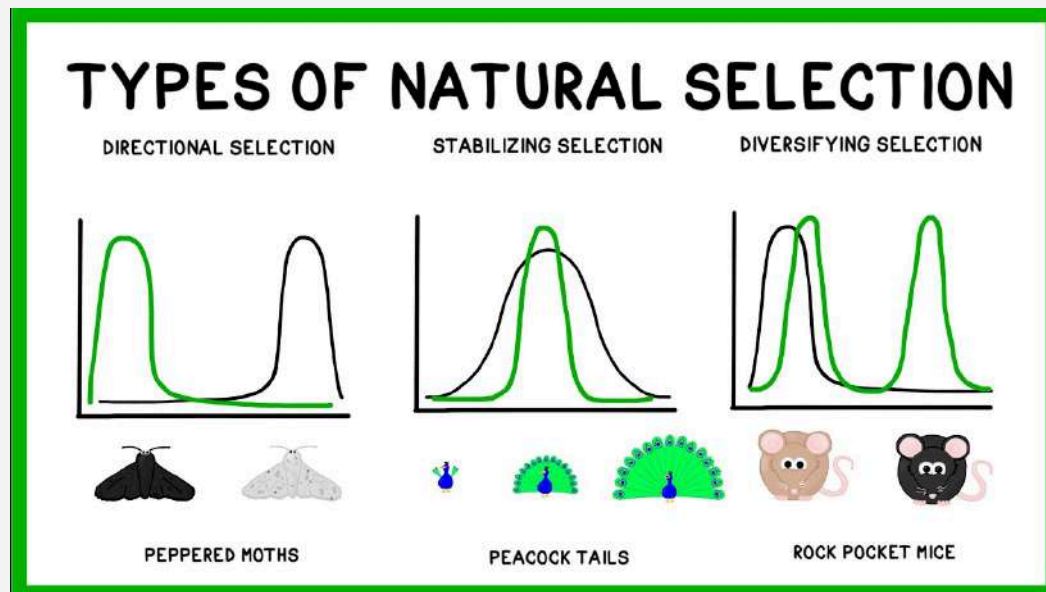 TYPES OF NATURAL SELECTION
DIRECTIONAL SELECTION
STABILIZING SELECTION
DIVERSIFYING SELECTION
PEPPERED MOTHS
PEACOCK TAILS
ROCK POCKET MICE